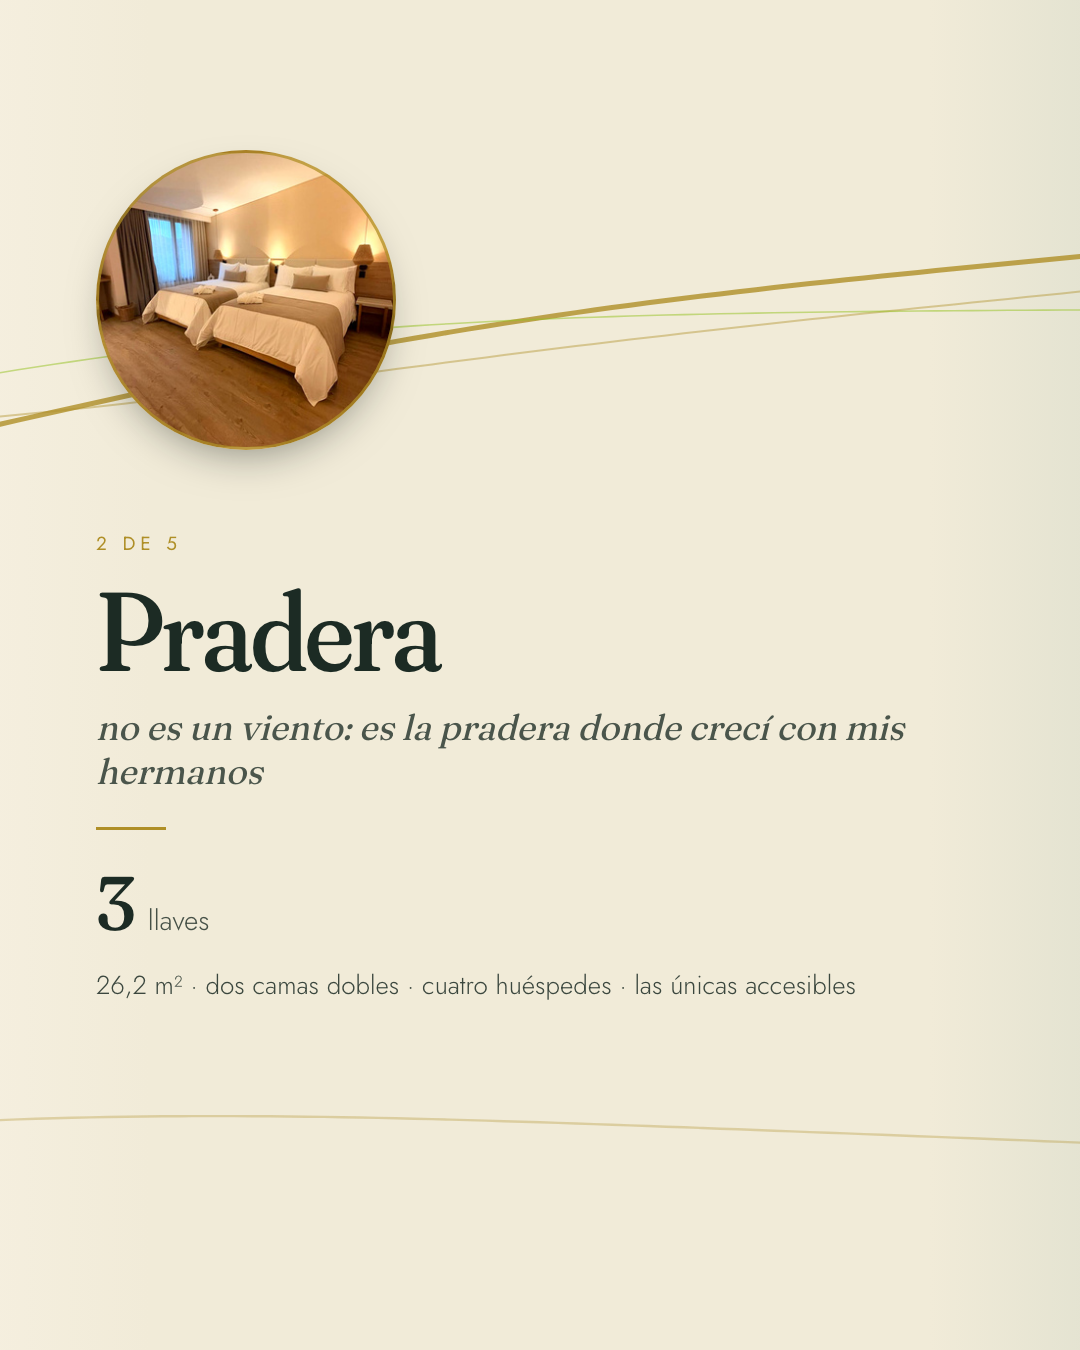 2 DE 5
Pradera
no es un viento: es la pradera donde crecí con mis
hermanos
3 llaves
26,2 m² · dos camas dobles · cuatro huéspedes · las únicas accesibles